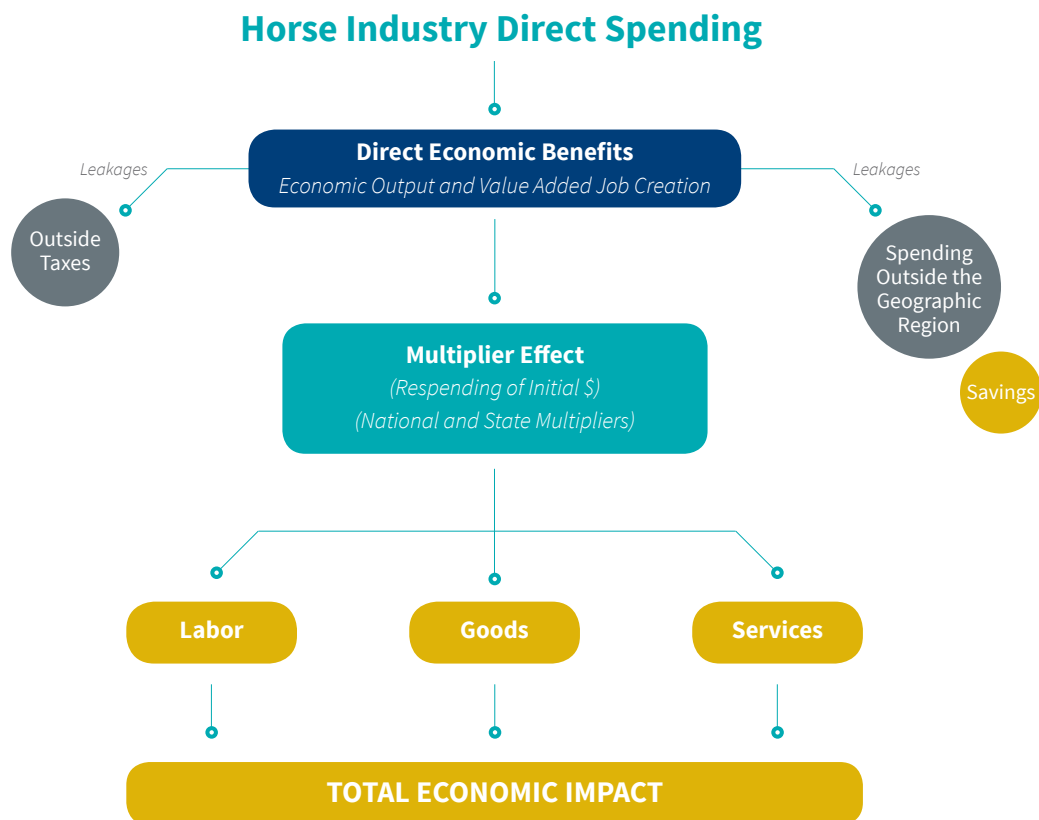 Horse Industry Direct Spending
Direct Economic Benefits
Economic Output and Value Added Job Creation
Leakages
Leakages
Outside
Taxes
Spending
Outside the
Geographic
Region
Savings
Multiplier Effect
(Respending of Initial $)
(National and State Multipliers)
Labor
Goods
Services
TOTAL ECONOMIC IMPACT